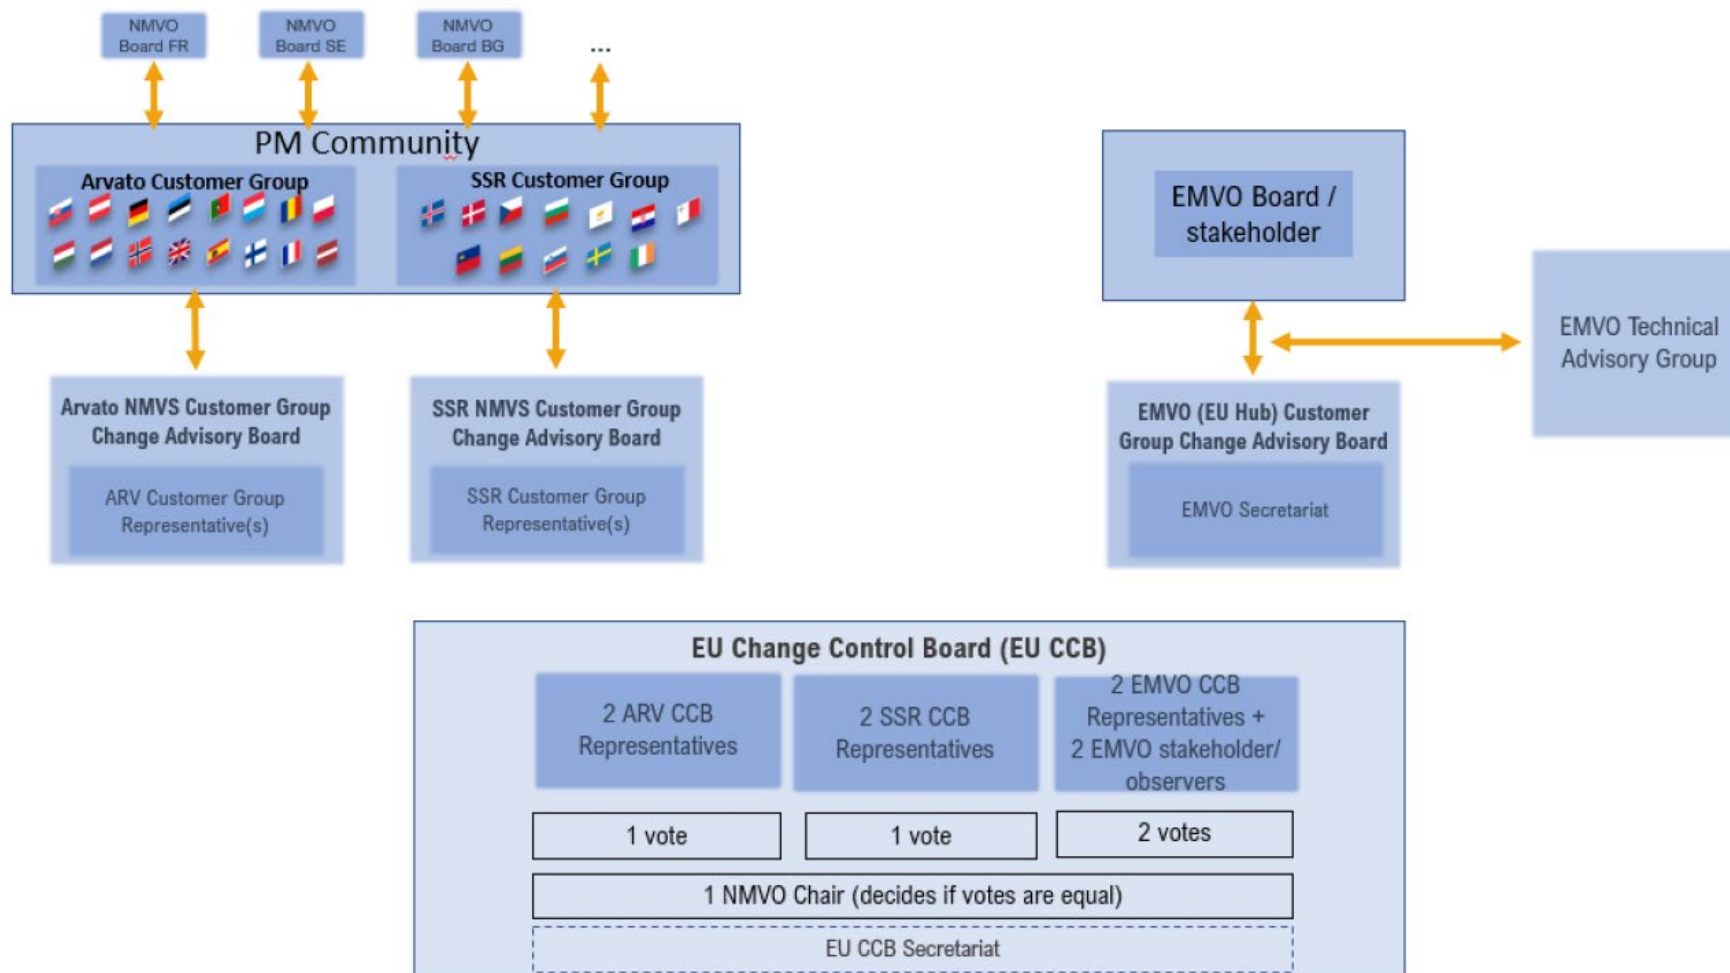 NMVO
Board FR
NMVO
Board SE
NMVO
Board BG
...
PM Community
Arvato Customer Group
SSR Customer Group
EMVO Board /
stakeholder
EMVO Technical
Advisory Group
Arvato NMVS Customer Group
Change Advisory Board
ARV Customer Group
Representative(s)
SSR NMVS Customer Group
Change Advisory Board
SSR Customer Group
Representative(s)
EMVO (EU Hub) Customer
Group Change Advisory Board
EMVO Secretariat
EU Change Control Board (EU CCB)
2 ARV CCB
Representatives
2 SSR CCB
Representatives
2 EMVO CCB
Representatives +
2 EMVO stakeholder/
observers
1 vote
1 vote
2 votes
1 NMVO Chair (decides if votes are equal)
EU CCB Secretariat